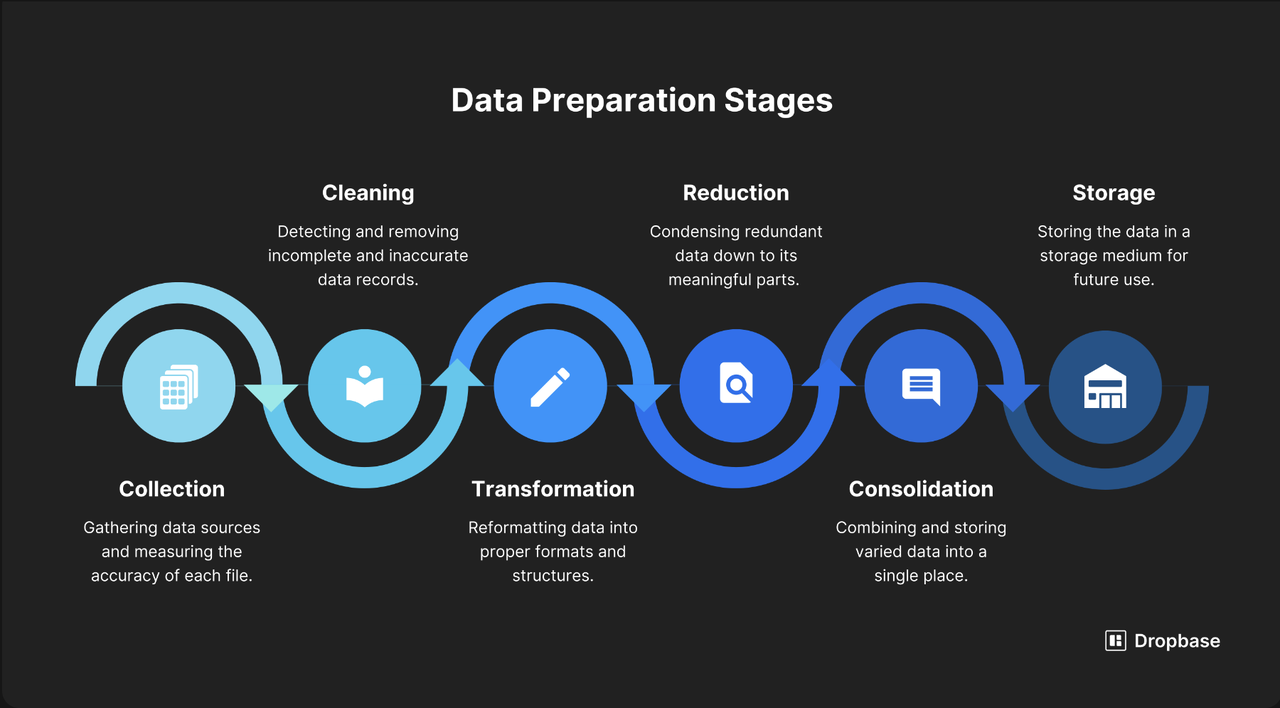 Data Preparation Stages
Collection
Gathering data sources
and measuring the
accuracy of each file.
Cleaning
Detecting and removing
incomplete and inaccurate
data records.
Transformation
Reformatting data into
proper formats and
structures.
Reduction
Condensing redundant
data down to its
meaningful parts.
Consolidation
Combining and storing
varied data into a
single place.
Storage
Storing the data in a
storage medium for
future use.
Dropbase